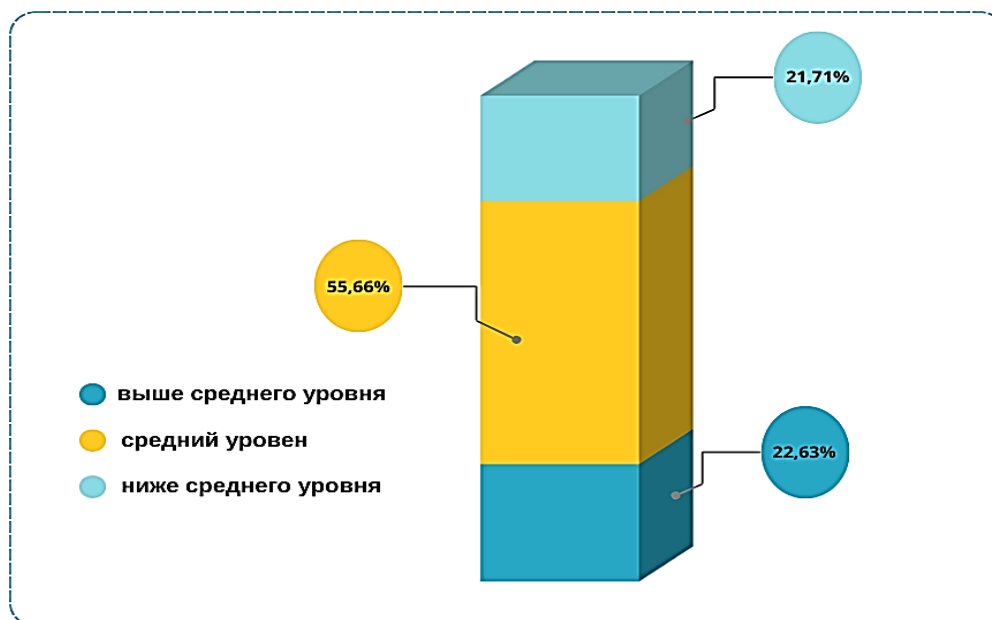 21,71%
55,66%
выше среднего уровня
средний уровен
ниже среднего уровня
22,63%